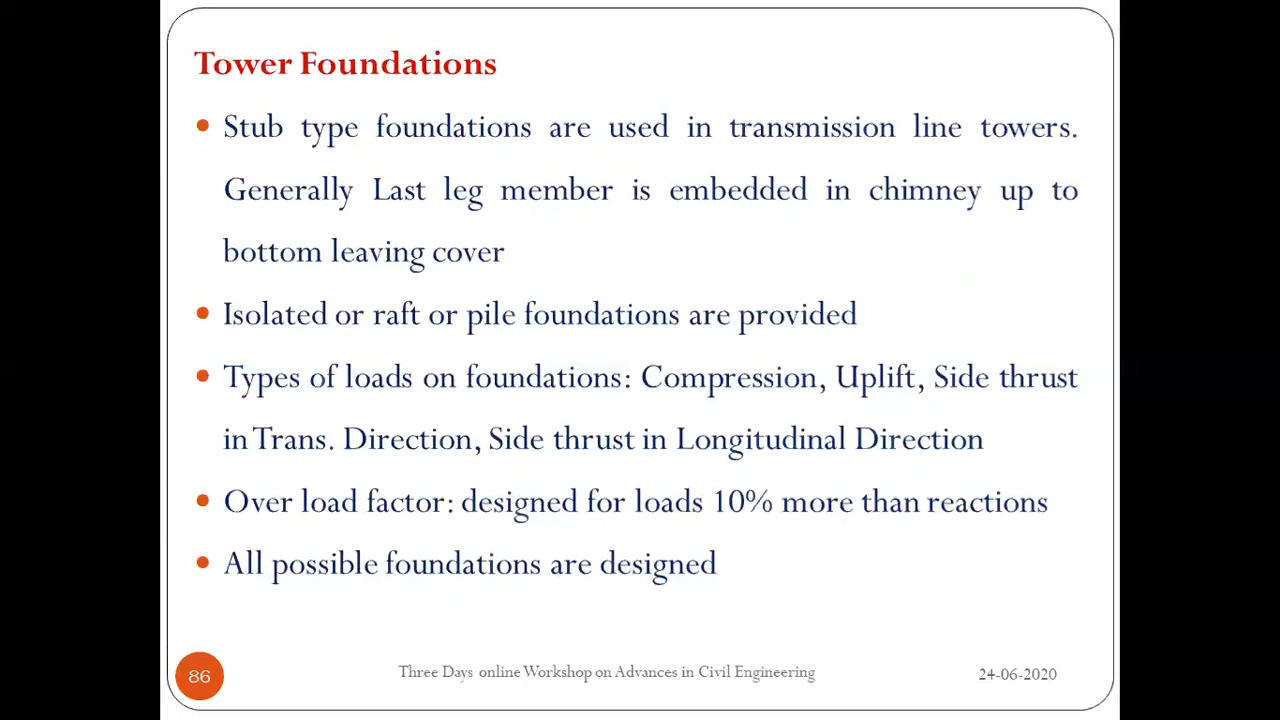 Tower Foundations
• Stub type foundations are used in transmission line towers.
Generally Last leg member is embedded in chimney up to
bottom leaving cover
• Isolated or raft or pile foundations are provided
• Types of loads on foundations: Compression, Uplift, Side thrust
in Trans. Direction, Side thrust in Longitudinal Direction
• Over load factor: designed for loads 10% more than reactions
• All possible foundations are designed
86
Three Days online Workshop on Advances in Civil Engineering
24-06-2020